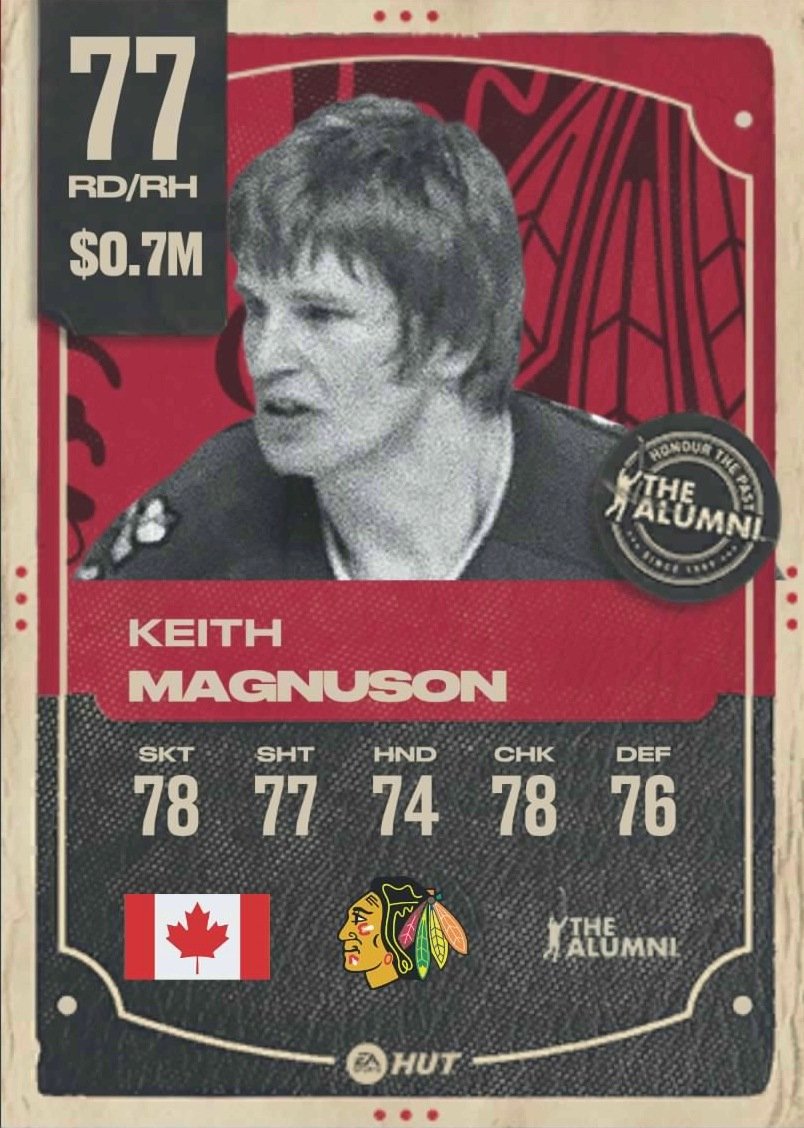 77
RD/RH
$0.7M
HONOUR THE PAST
THE
ALUMNI
KEITH
MAGNUSON
SKT SHT HND CHK DEF
78 77 74 78 76
THE
ALUMNI
EA
HUT